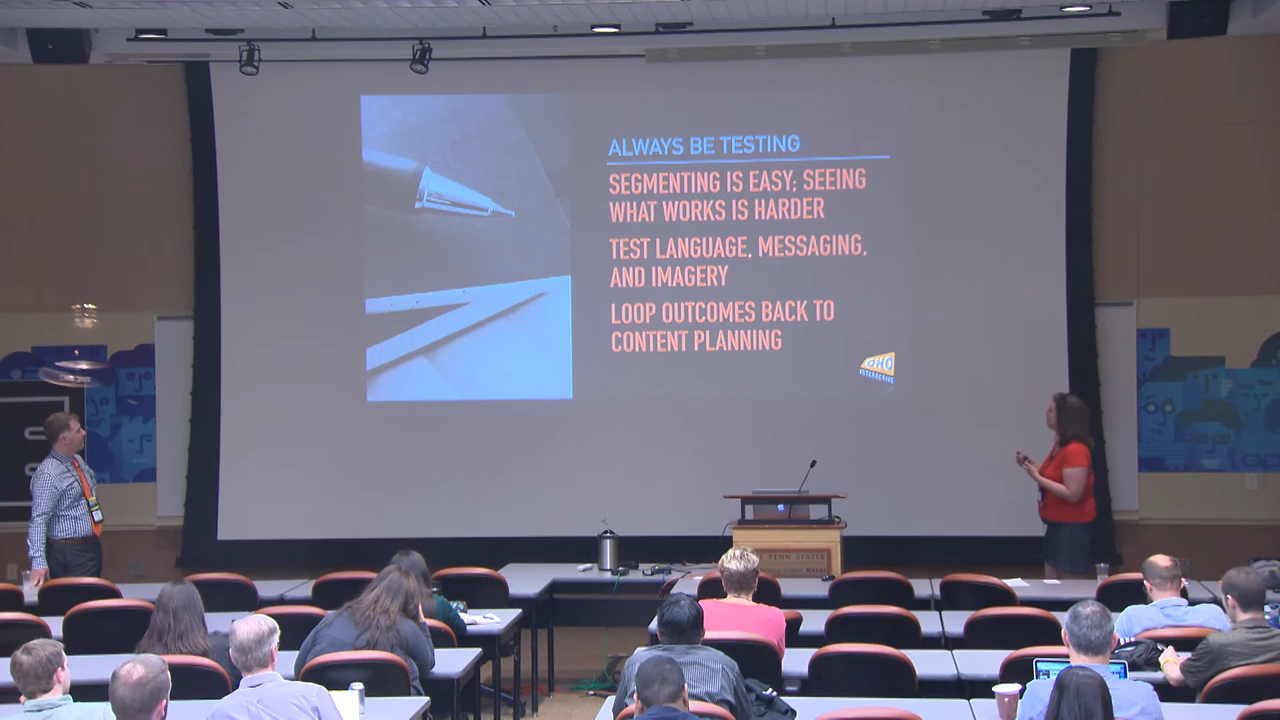 ALWAYS BE TESTING
SEGMENTING IS EASY; SEEING
WHAT WORKS IS HARDER
TEST LANGUAGE, MESSAGING,
AND IMAGERY
LOOP OUTCOMES BACK TO
CONTENT PLANNING
OHO
INTERACTIVE
PENN STATER